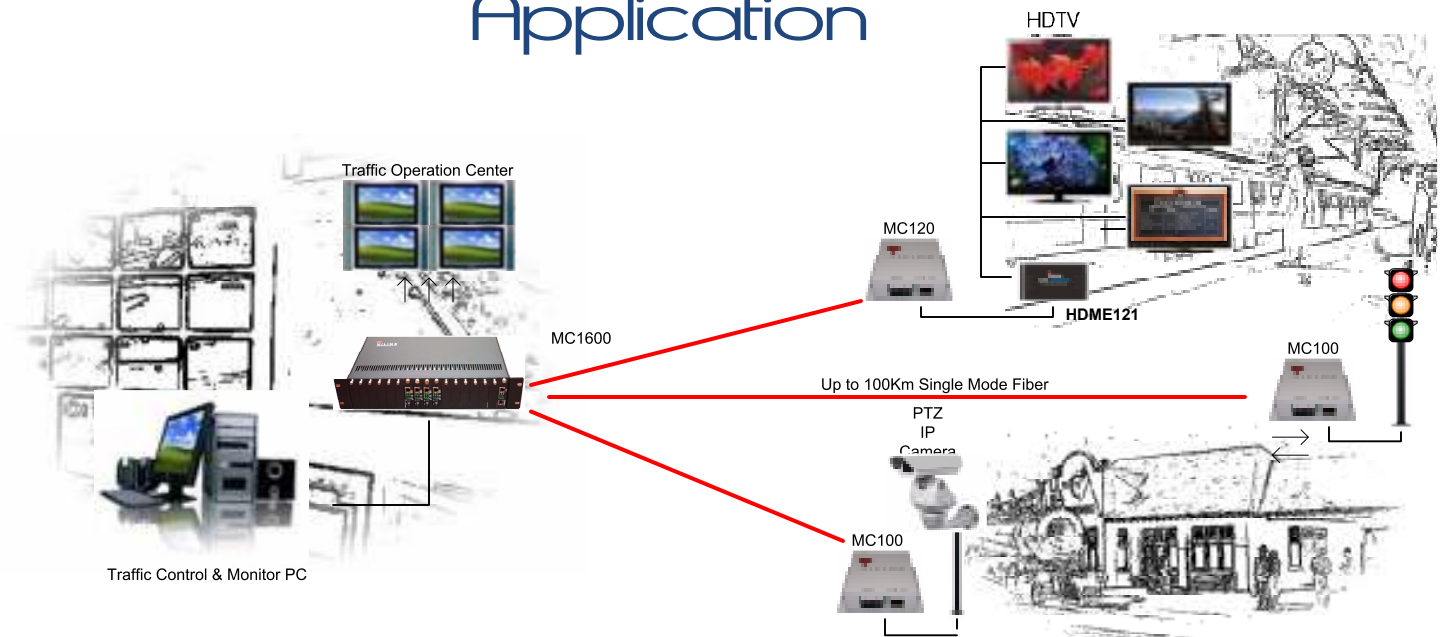 Application
HDTV
Traffic Operation Center
MC120
HDME121
MC1600
MC100
Up to 100Km Single Mode Fiber
PTZ
IP
Camera
MC100
Traffic Control & Monitor PC